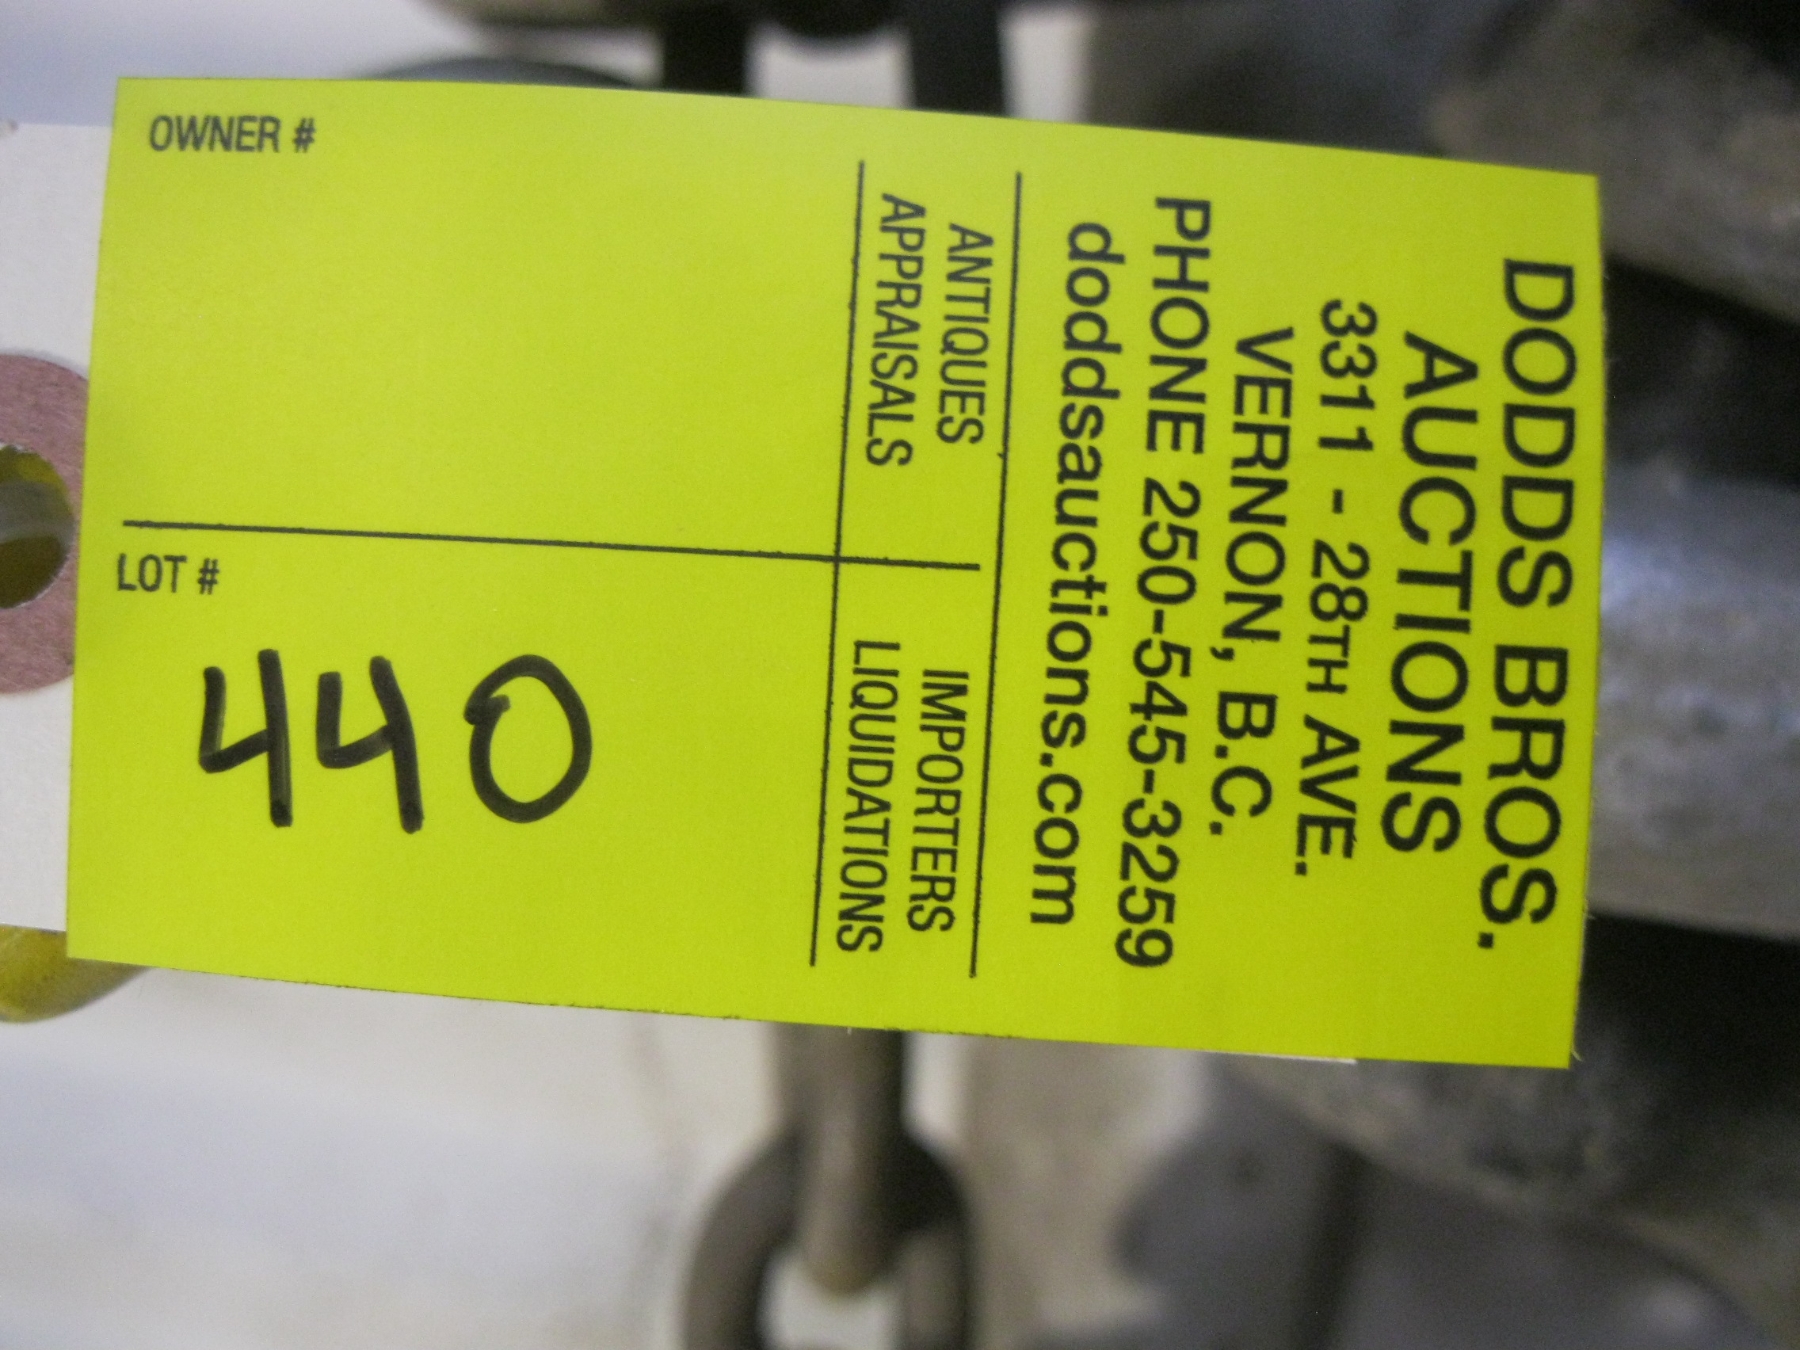 DODDS BROS.
AUCTIONS
3311 - 28TH AVE.
VERNON, B.C.
PHONE 250-545-3259
doddsauctions.com
ANTIQUES
APPRAISALS
IMPORTERS
LIQUIDATIONS
OWNER #
LOT #
440